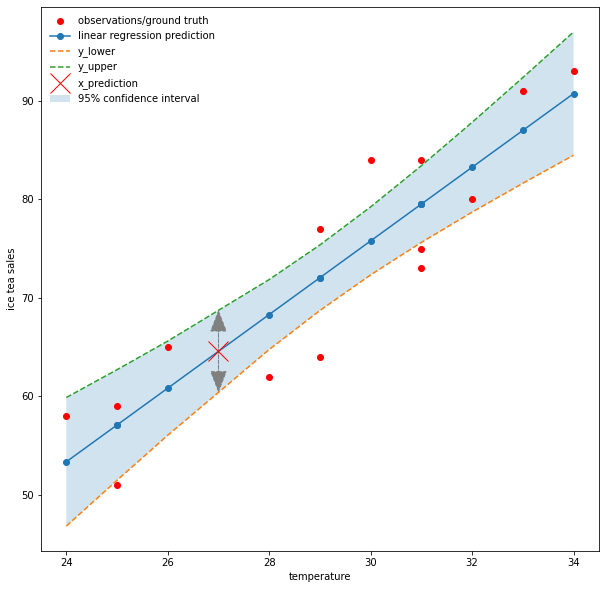 observations/ground truth
linear regression prediction
y_lower
y_upper
x_prediction
95% confidence interval
90
80
70
60
50
ice tea sales
24 26 28 30 32 34
temperature